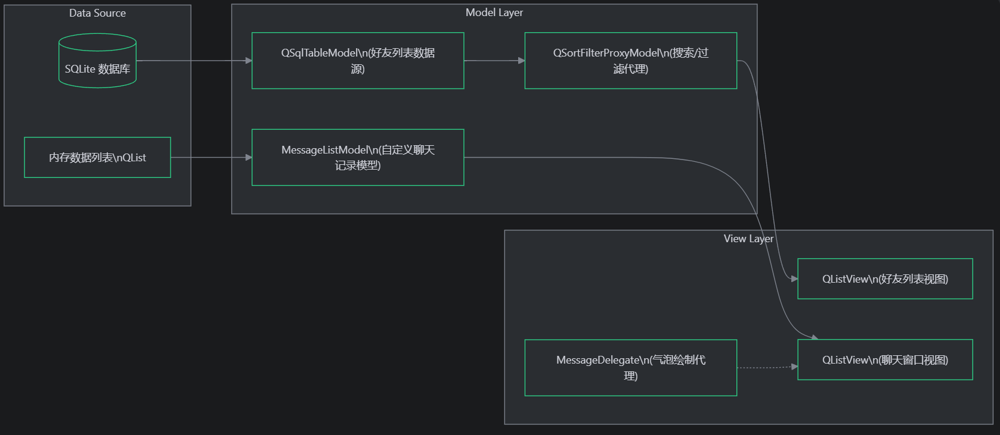 Data Source
SQLite 数据库
内存数据列表\nQList
Model Layer
QSqlTableModel\n(好友列表数据
源)
QSortFilterProxyModel\n(搜索/过
滤代理)
MessageListModel\n(自定义聊天
记录模型)
View Layer
QListView\n(好友列表视图)
MessageDelegate\n(气泡绘制代
理)
QListView\n(聊天窗口视图)